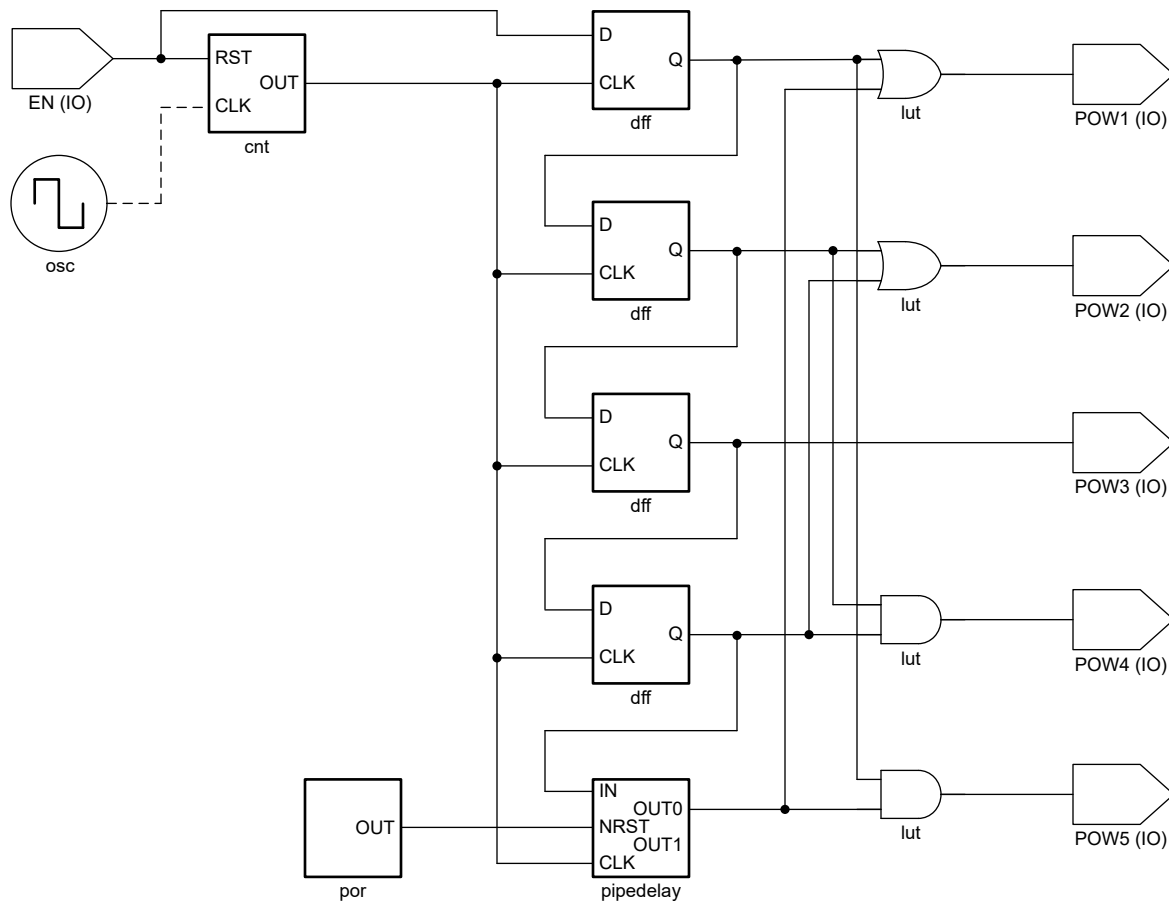 D
Q
CLK
dff
RST
OUT
CLK
cnt
EN (IO)
lut
POW1 (IO)
osc
D
Q
CLK
dff
lut
POW2 (IO)
D
Q
CLK
dff
POW3 (IO)
D
Q
CLK
dff
lut
POW4 (IO)
OUT
por
IN
OUT0
NRST
OUT1
CLK
pipedelay
lut
POW5 (IO)